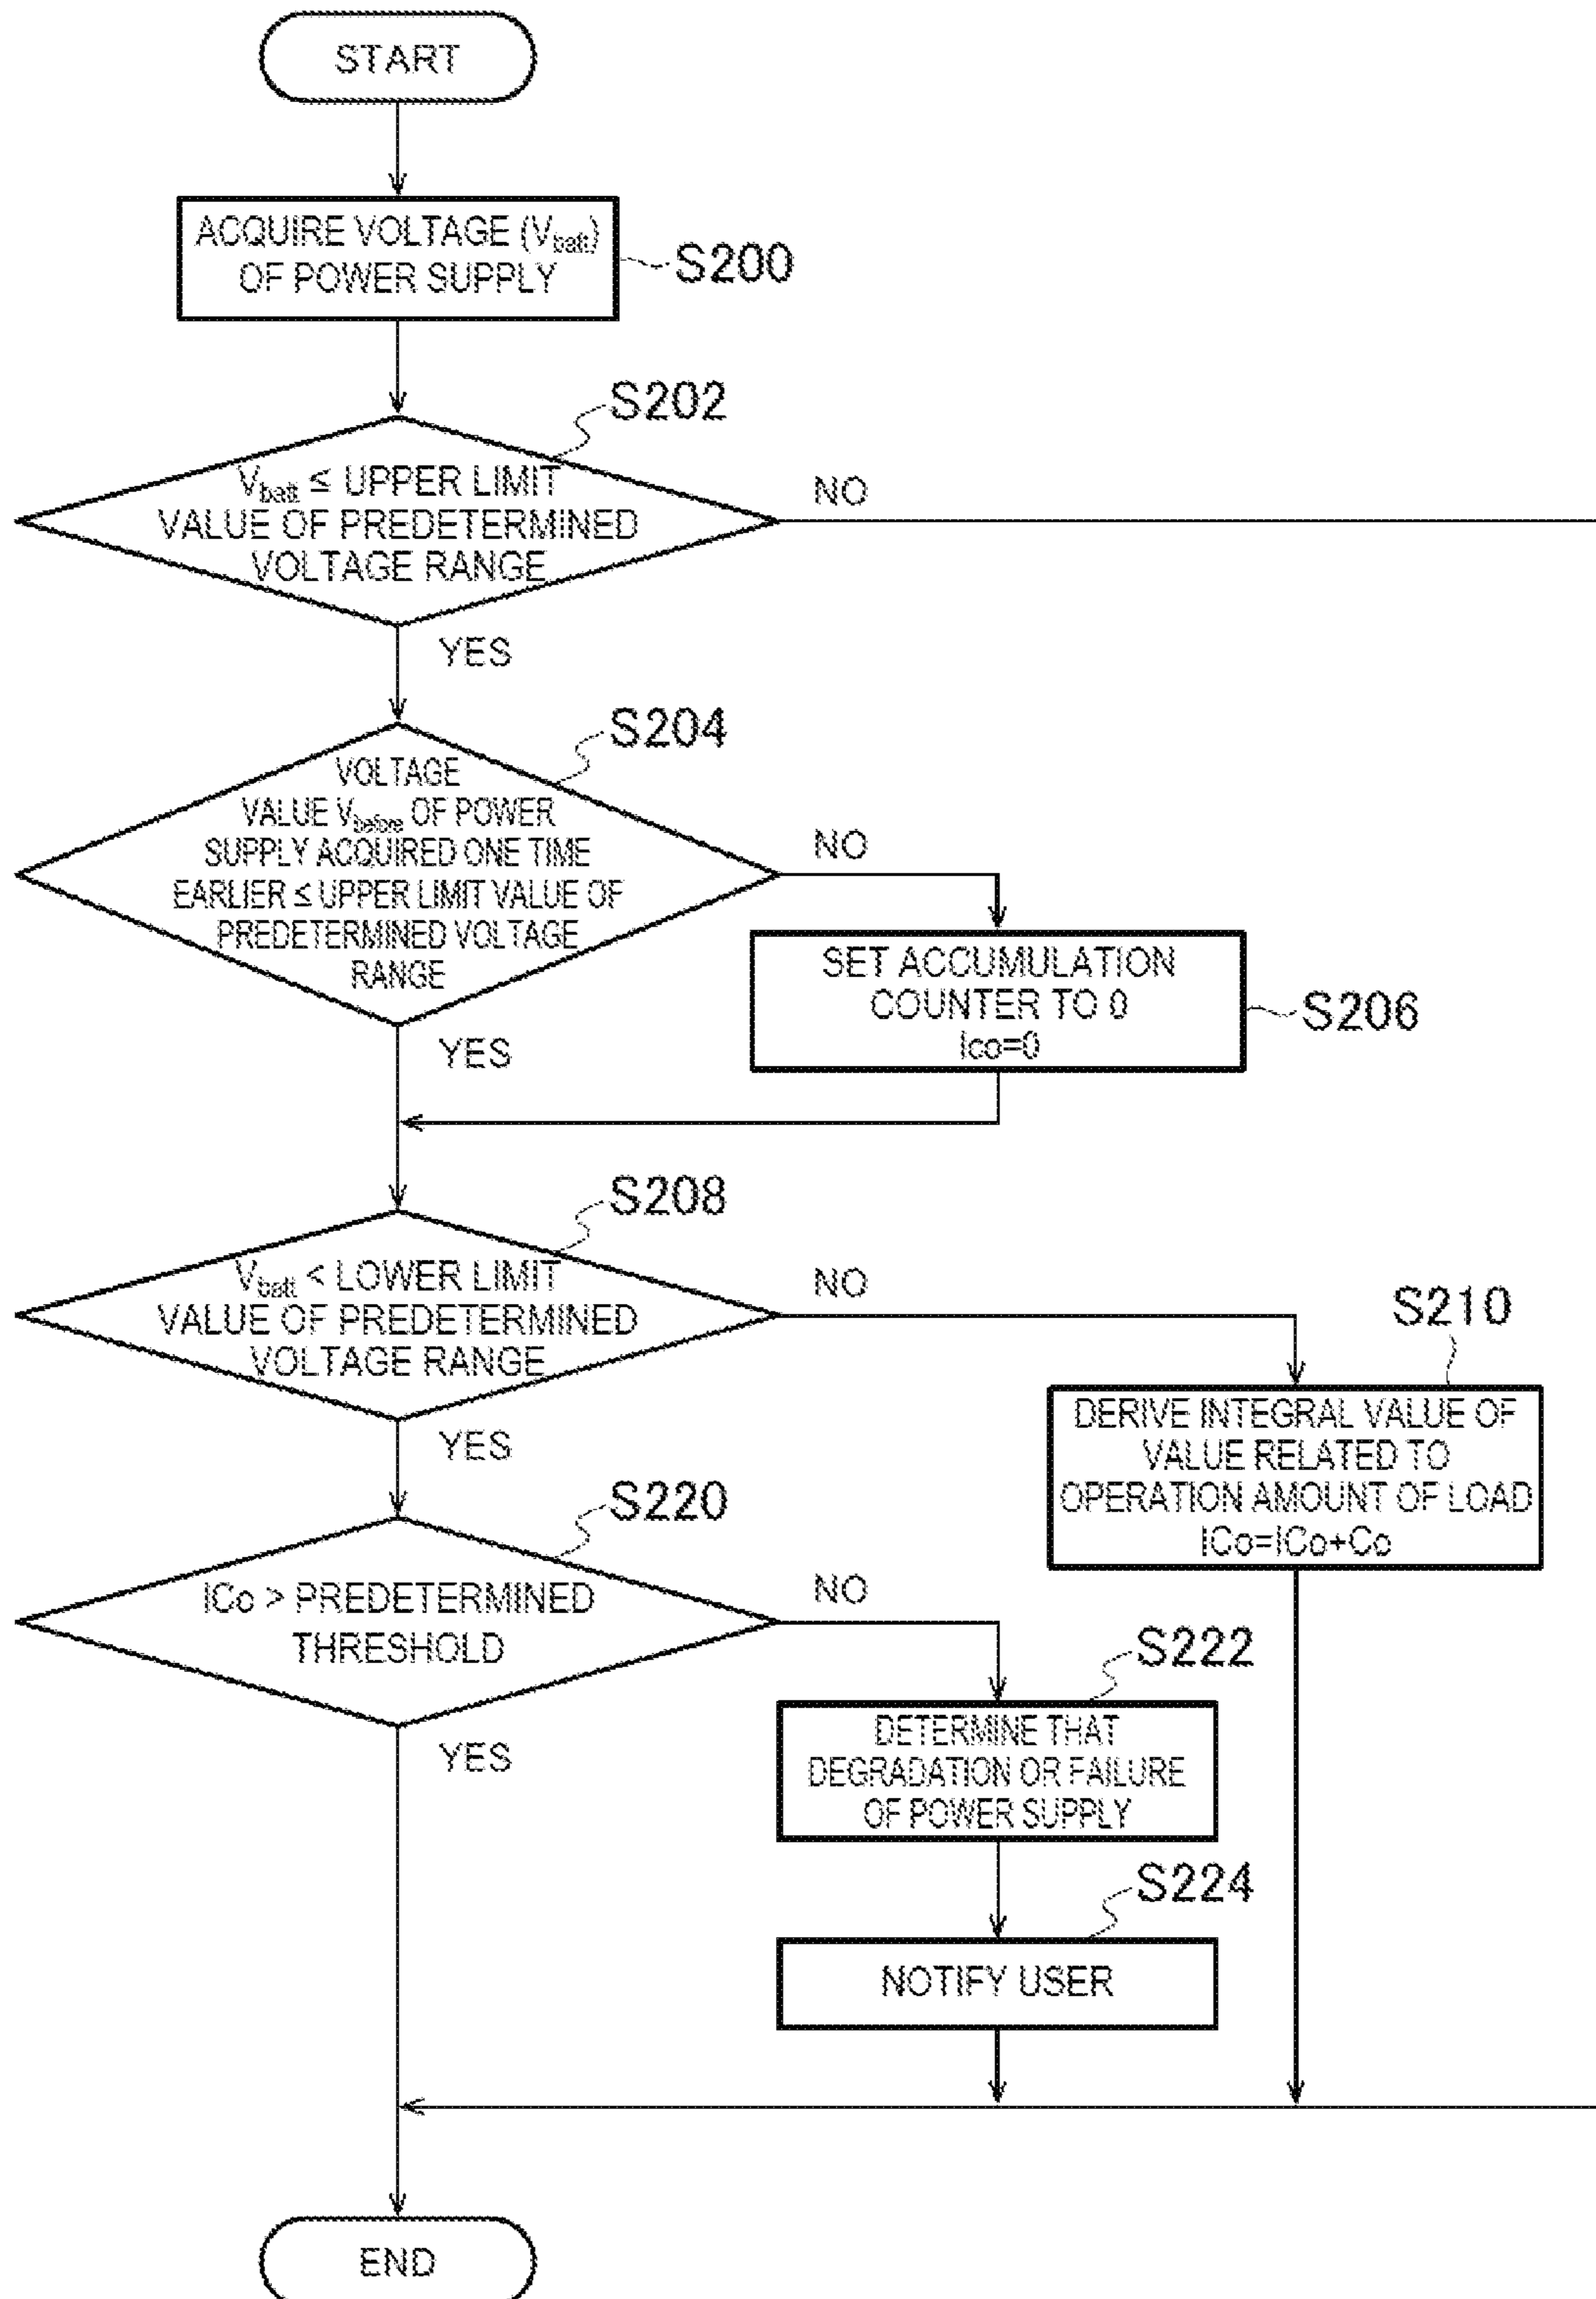 START
ACQUIRE VOLTAGE (Vbatt)
OF POWER SUPPLY
S200
S202
Vbatt ≤ UPPER LIMIT
VALUE OF PREDETERMINED
VOLTAGE RANGE
NO
YES
S204
VOLTAGE
VALUE Vbefore OF POWER
SUPPLY ACQUIRED ONE TIME
EARLIER ≤ UPPER LIMIT VALUE OF
PREDETERMINED VOLTAGE
RANGE
NO
YES
SET ACCUMULATION
COUNTER TO 0
Ico=0
S206
S208
Vbatt < LOWER LIMIT
VALUE OF PREDETERMINED
VOLTAGE RANGE
NO
YES
S210
DERIVE INTEGRAL VALUE OF
VALUE RELATED TO
OPERATION AMOUNT OF LOAD
ICo=ICo+Co
S220
ICo > PREDETERMINED
THRESHOLD
NO
YES
S222
DETERMINE THAT
DEGRADATION OR FAILURE
OF POWER SUPPLY
S224
NOTIFY USER
END